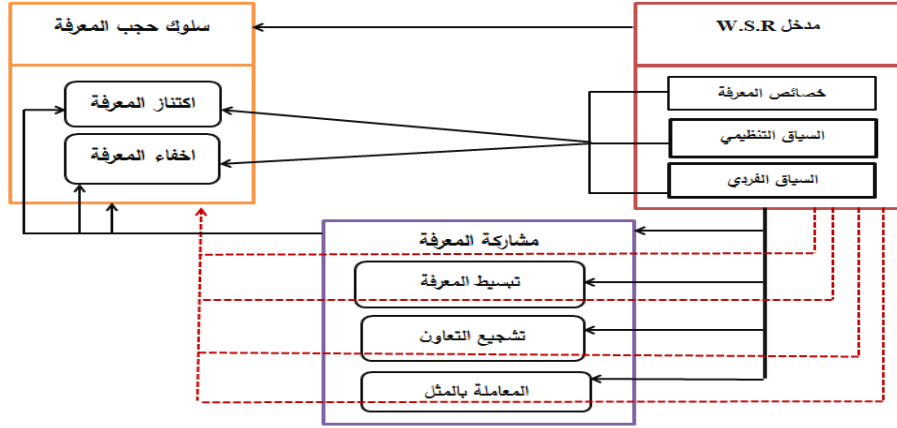 مدخل W.S.R
سلوك حجب المعرفة
خصائص المعرفة
السياق التنظيمي
السياق الفردي
اكتناز المعرفة
اخفاء المعرفة
مشاركة المعرفة
تبسيط المعرفة
تشجيع التعاون
المعاملة بالمثل